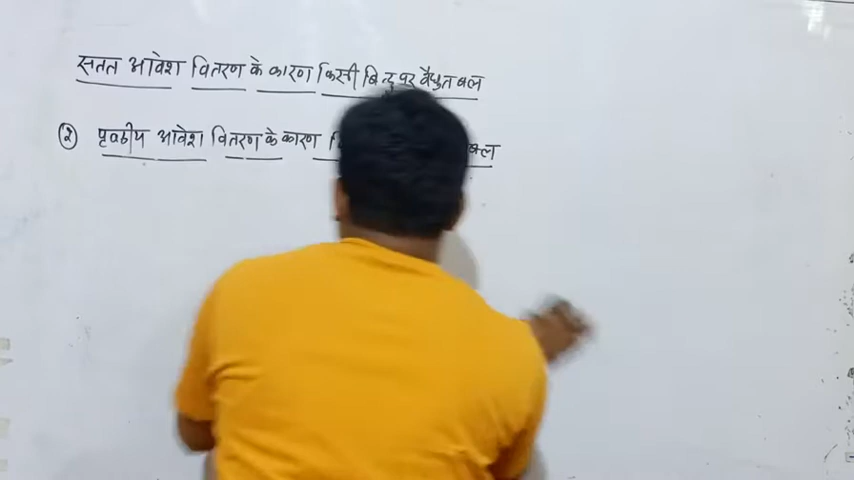 सतत आवेश वितरण के कारण किसी बिन्दु पर वैधुत बल
(२) पृष्ठीय आवेश वितरण के कारण बल